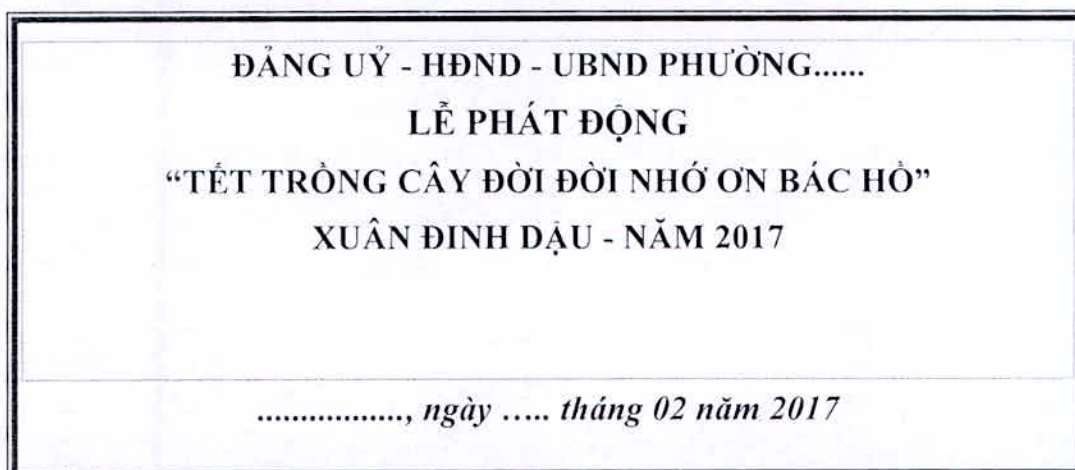 ĐẢNG UỶ - HĐND - UBND PHƯỜNG......
LỄ PHÁT ĐỘNG
“TẾT TRỒNG CÂY ĐỜI ĐỜI NHỚ ƠN BÁC HỒ”
XUÂN ĐINH DẬU - NĂM 2017
................., ngày ..... tháng 02 năm 2017